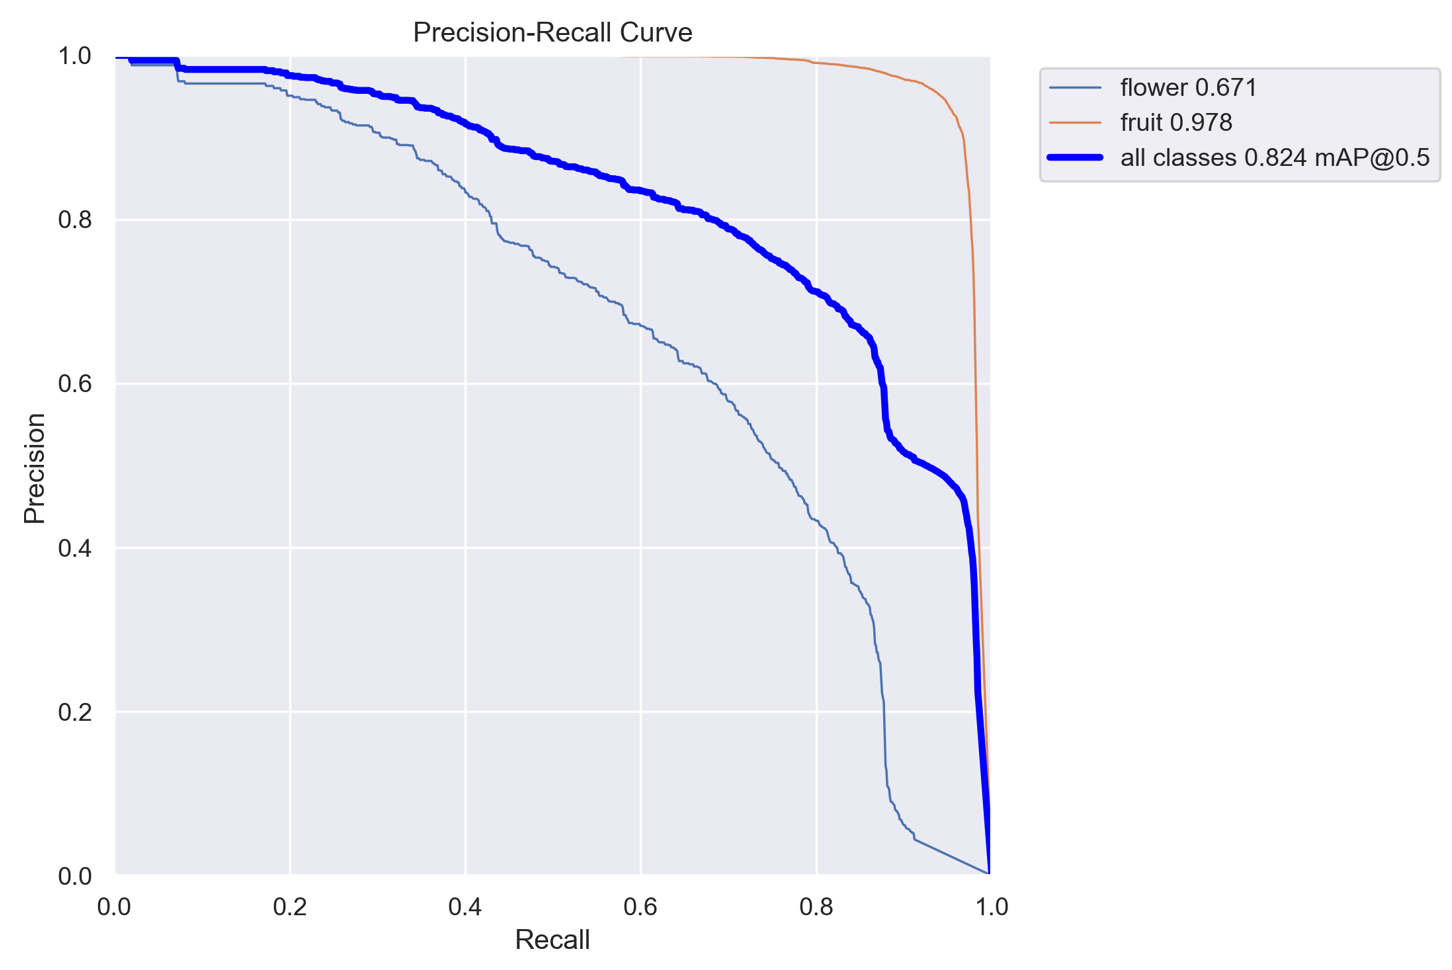 Precision-Recall Curve
1.0
0.8
0.6
0.4
0.2
0.0
Precision
0.0 0.2 0.4 0.6 0.8 1.0
Recall
flower 0.671
fruit 0.978
all classes 0.824 mAP@0.5